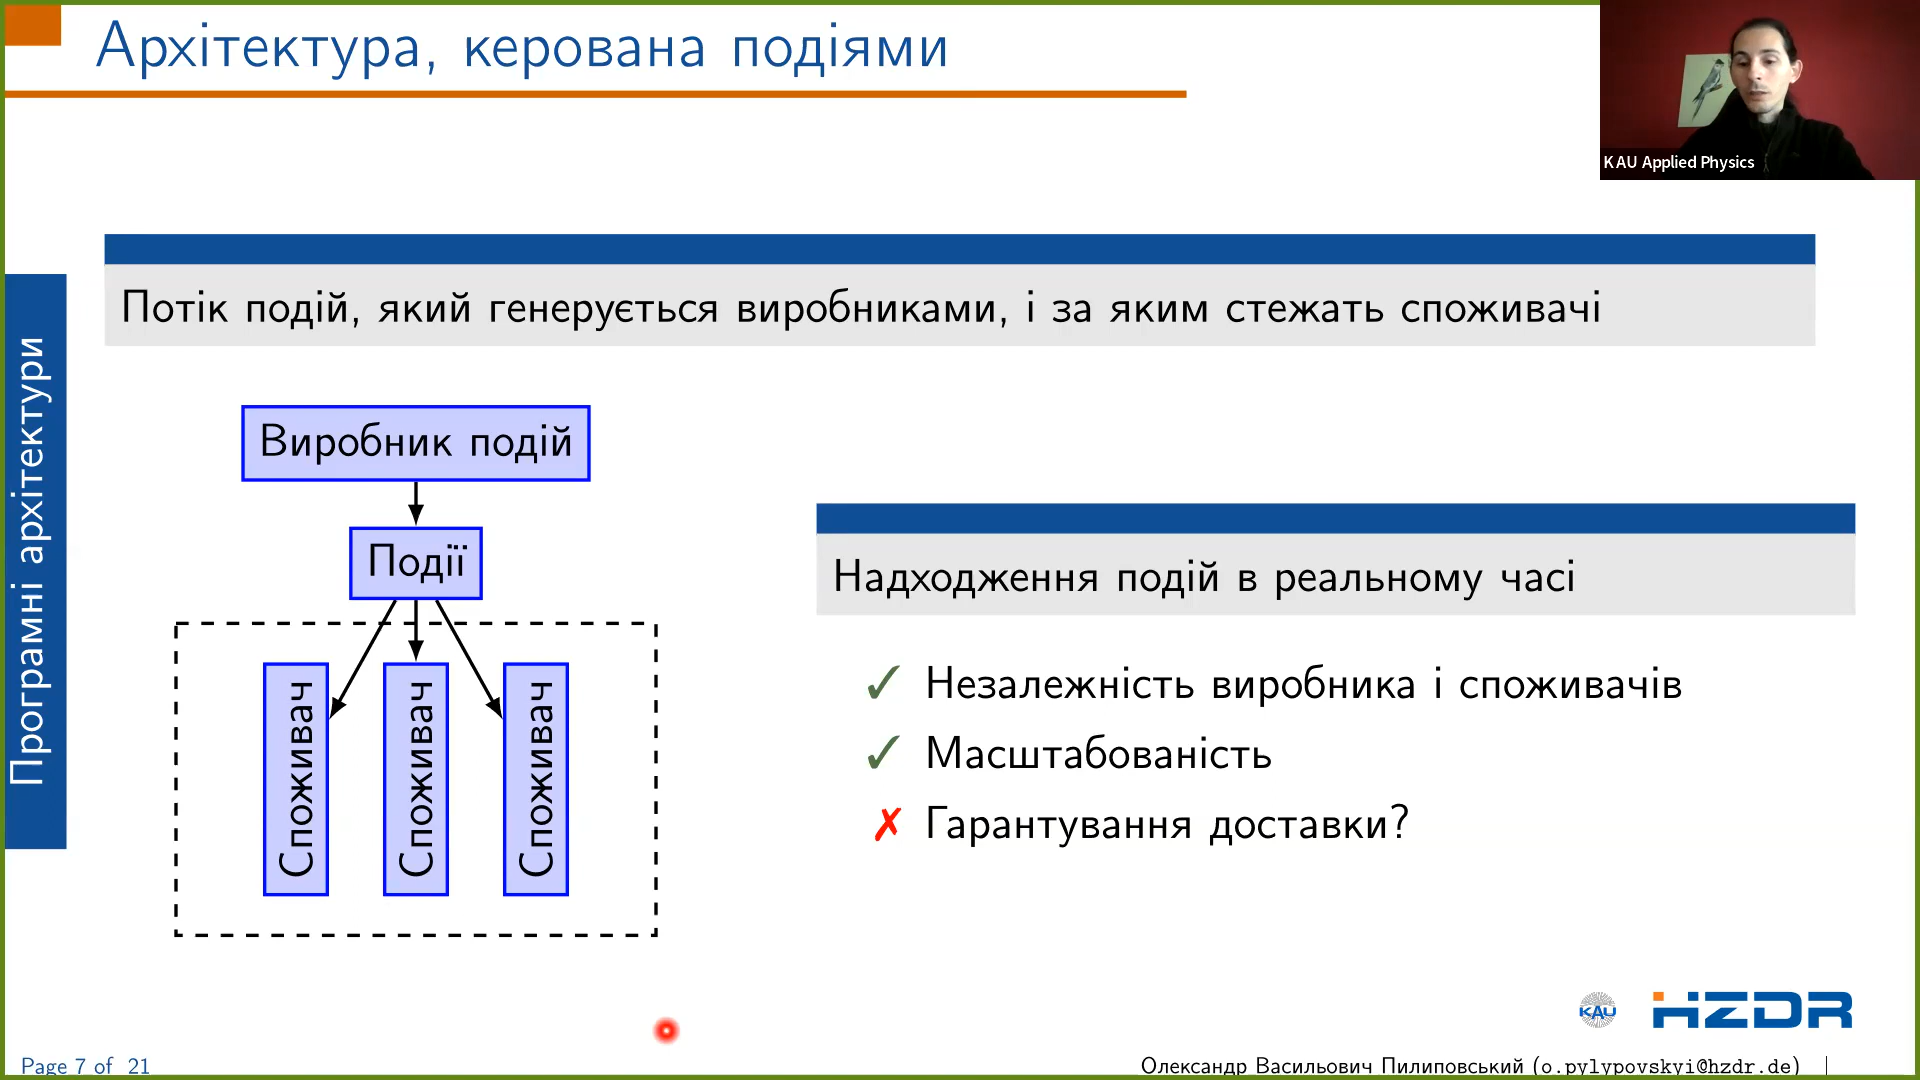 Архітектура, керована подіями
KAU Applied Physics
Потік подій, який генерується виробниками, і за яким стежать споживачі
Програмні архітектури
Виробник подій
Події
Споживач
Споживач
Споживач
Надходження подій в реальному часі
✓ Незалежність виробника і споживачів
✓ Масштабованість
✗ Гарантування доставки?
KAU
HZDR
Page 7 of 21
Олександр Васильович Пилиповський (o.pylypovskyi@hzdr.de)